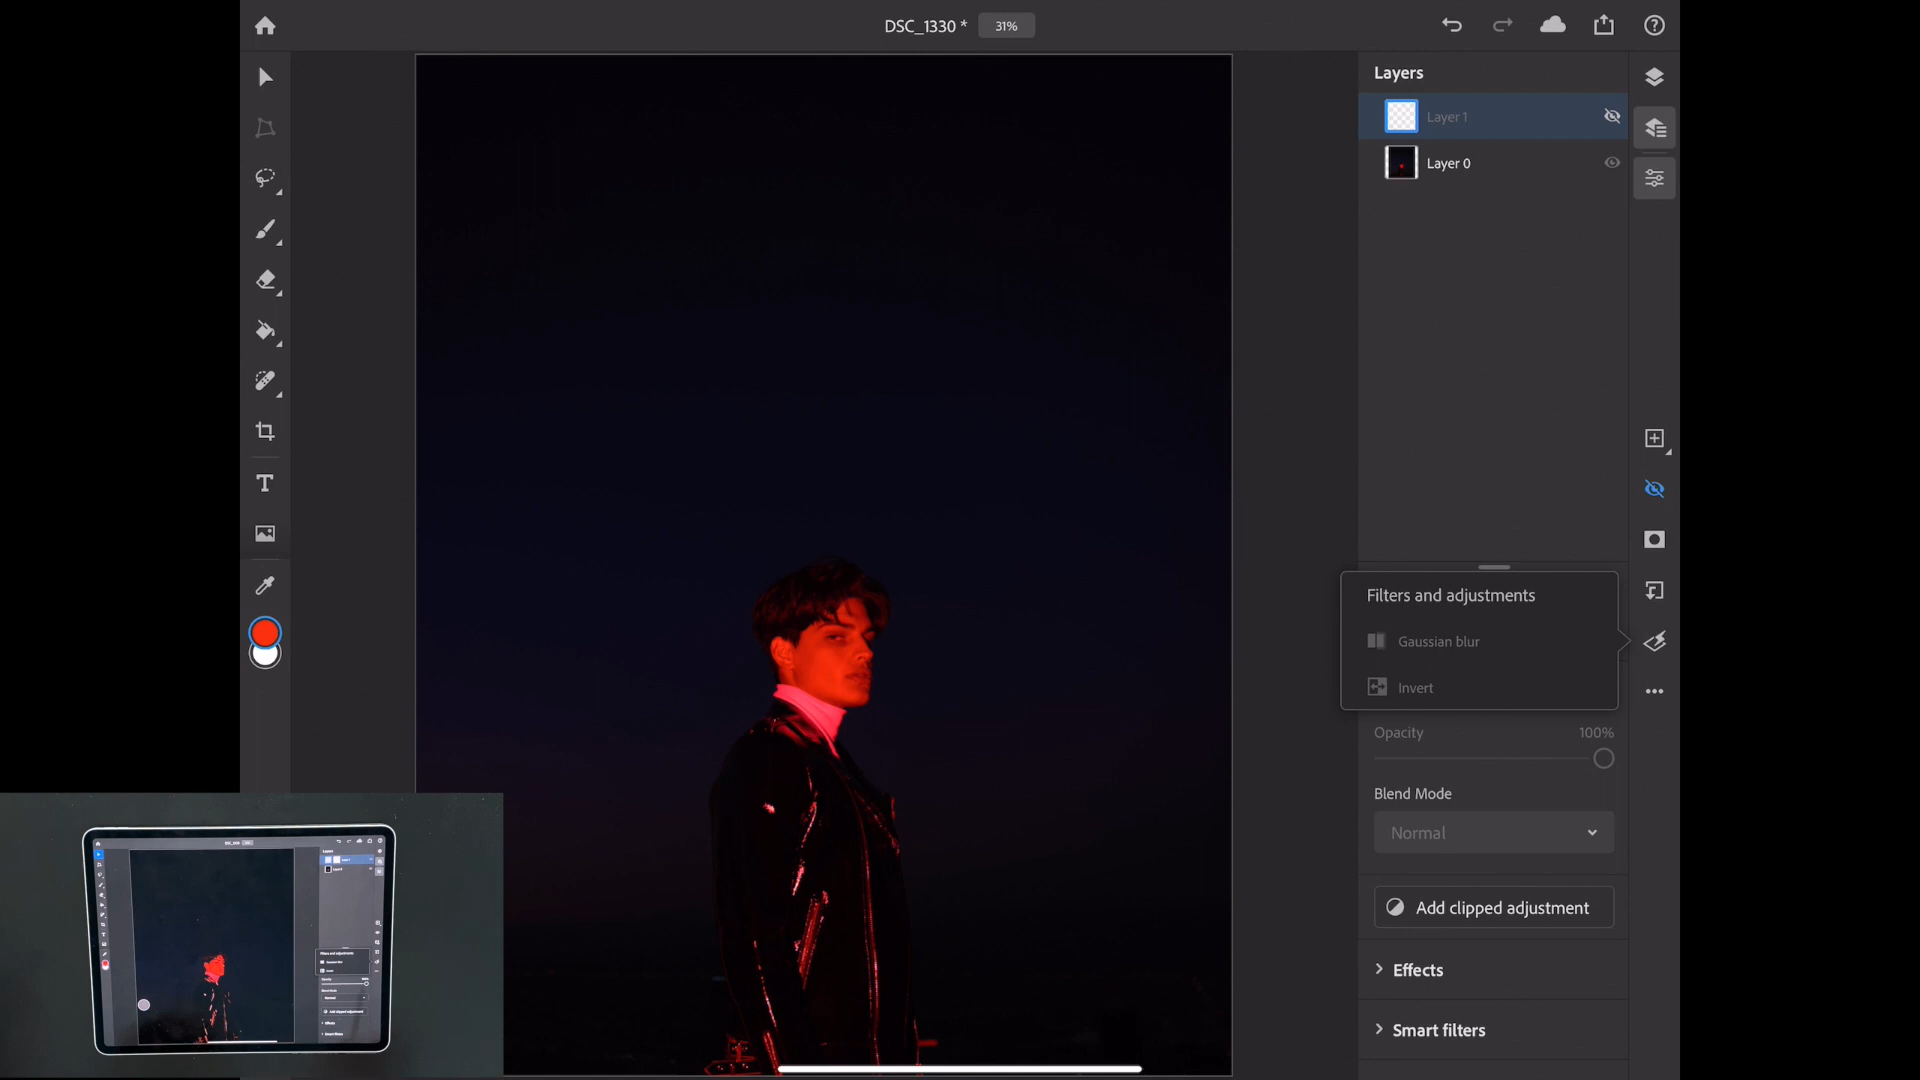 DSC_1330 * 31%
Layers
Layer 1
Layer 0
Filters and adjustments
Gaussian blur
Invert
Opacity 100%
Blend Mode
Normal
Add clipped adjustment
Effects
Smart filters